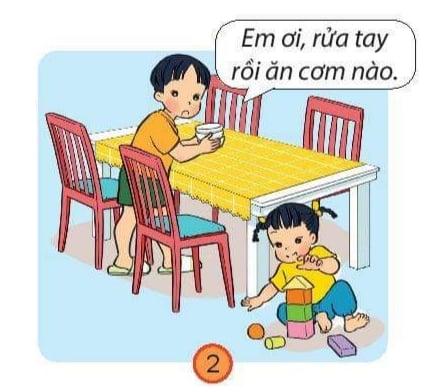 Em ơi, rửa tay
rồi ăn cơm nào.
2